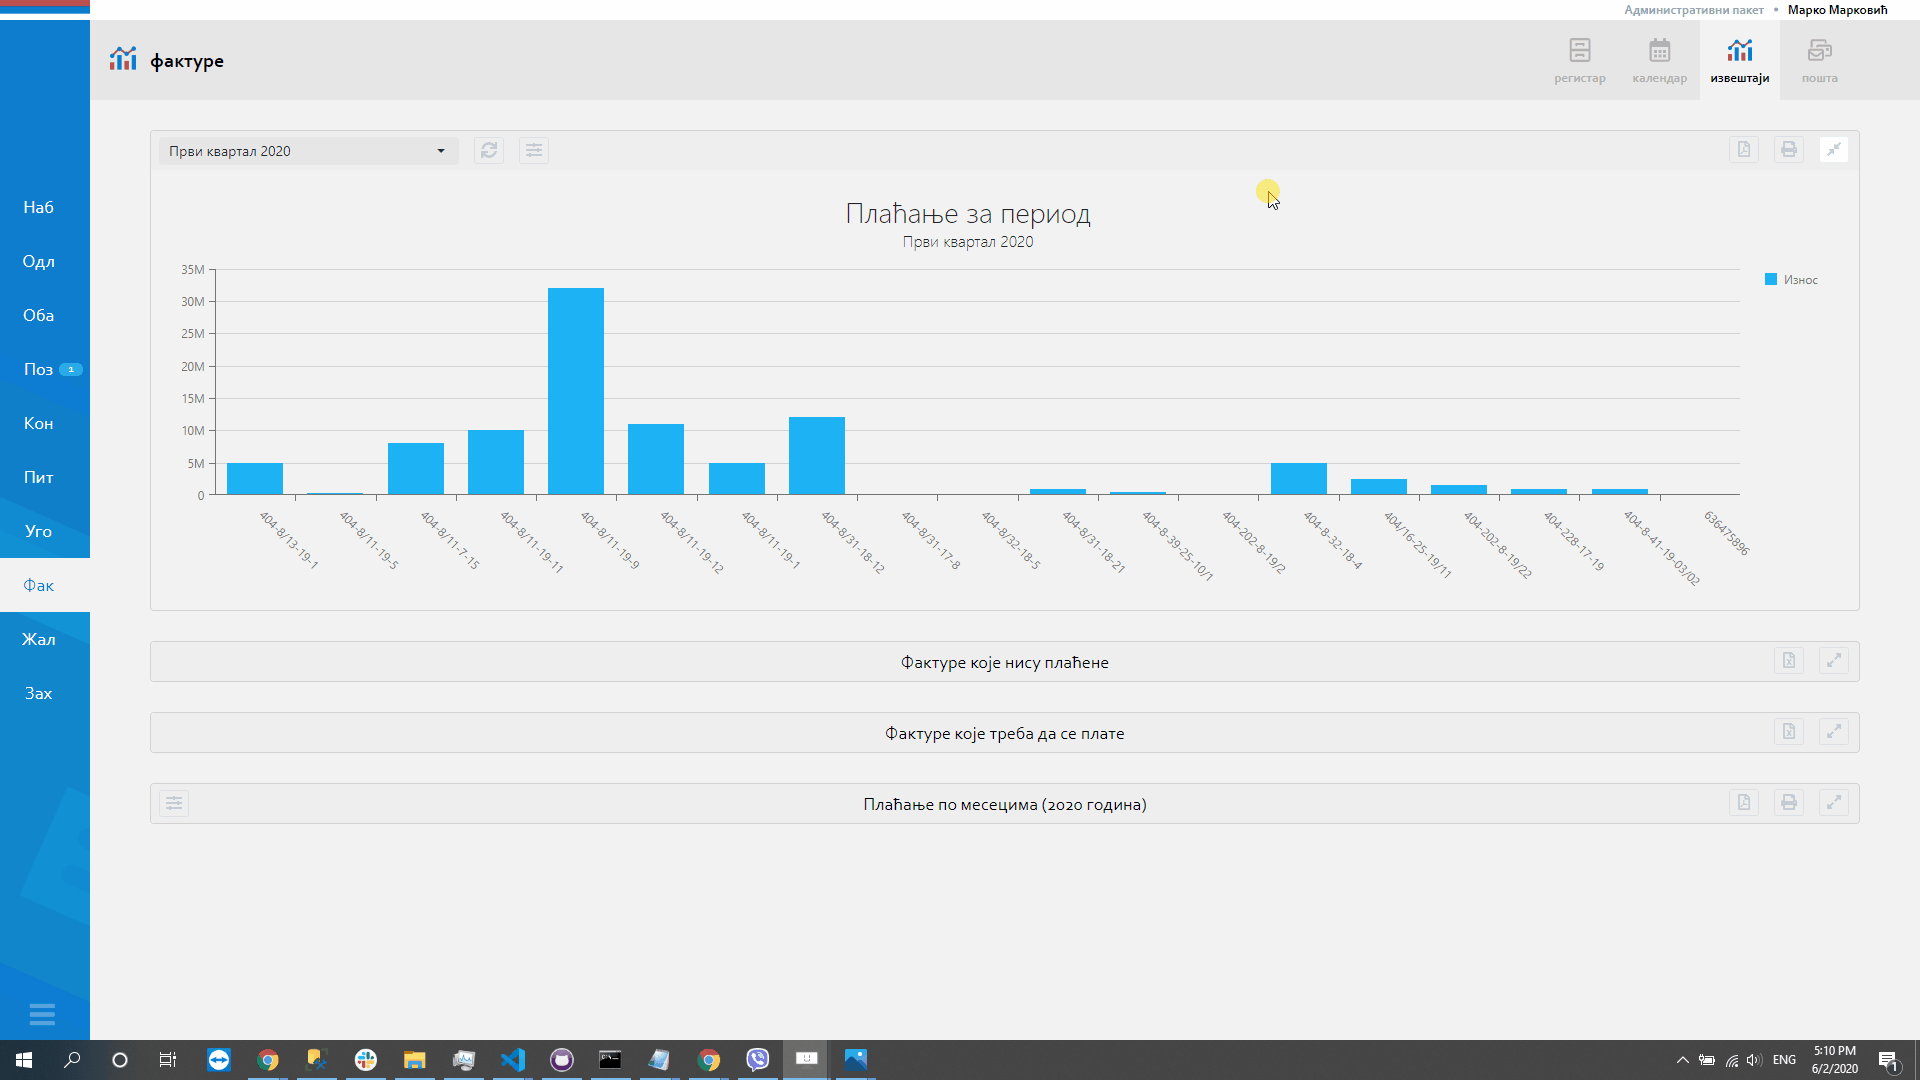 Административни пакет • Марко Марковић
фактуре
регистар
календар
извештаји
пошта
Наб
Одл
Оба
Поз 1
Кон
Пит
Уго
Фак
Жал
Зах
Први квартал 2020
Плаћање за период
Први квартал 2020
35M
30M
25M
20M
15M
10M
5M
0
Износ
404-8/13-19-1
404-8/11-19-5
404-8/11-7-15
404-8/11-19-11
404-8/11-19-9
404-8/11-19-12
404-8/11-19-1
404-8/31-18-12
404-8/31-17-8
404-8/32-18-5
404-8/31-18-21
404-8-39-25-10/1
404-202-8-19/2
404-8-32-18-4
404/16-25-19/11
404-202-8-19/22
404-228-17-19
404-8-41-19-03/02
636475896
Фактуре које нису плаћене
Фактуре које треба да се плате
Плаћање по месецима (2020 година)
ENG
5:10 PM
6/2/2020
1